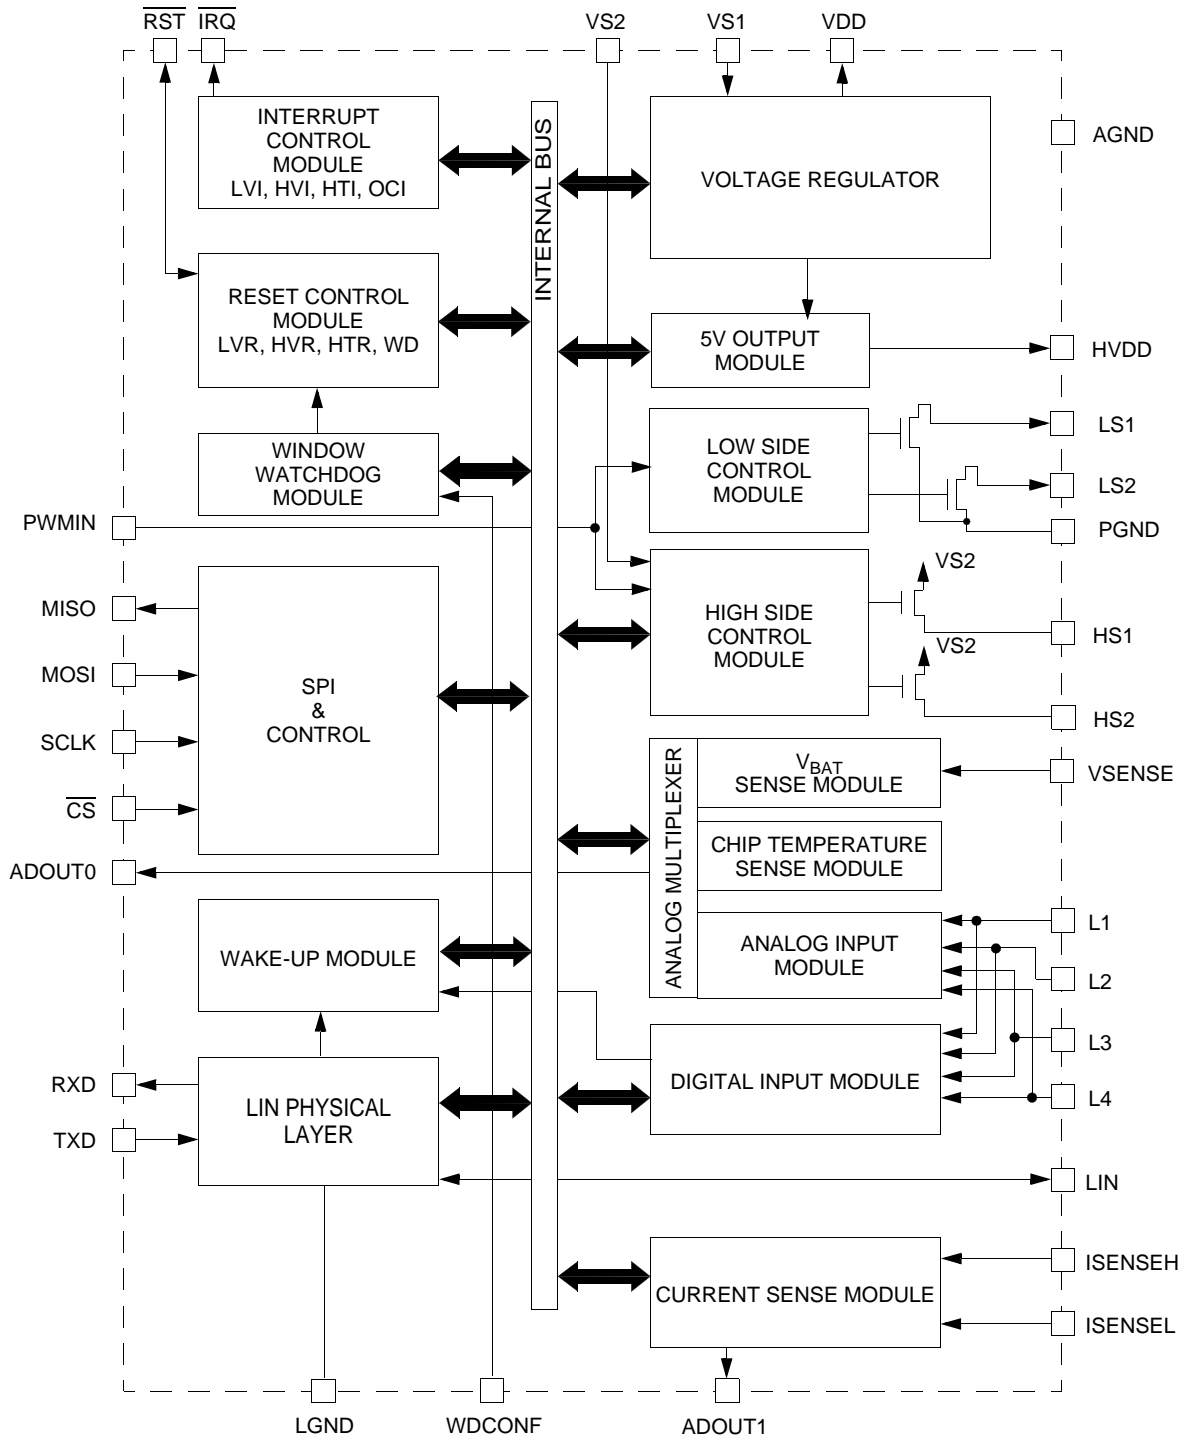 RST IRQ VS2 VS1 VDD
INTERRUPT
CONTROL
MODULE
LVI, HVI, HTI, OCI
INTERNAL BUS
VOLTAGE REGULATOR
AGND
RESET CONTROL
MODULE
LVR, HVR, HTR, WD
5V OUTPUT
MODULE
HVDD
WINDOW
WATCHDOG
MODULE
LOW SIDE
CONTROL
MODULE
LS1
LS2
PWMIN
PGND
VS2
MISO
HIGH SIDE
CONTROL
MODULE
HS1
VS2
MOSI
SPI
&
CONTROL
HS2
SCLK
ANALOG MULTIPLEXER
VBAT
SENSE MODULE
VSENSE
CS
CHIP TEMPERATURE
SENSE MODULE
ADOUT0
WAKE-UP MODULE
ANALOG INPUT
MODULE
L1
L2
L3
L4
DIGITAL INPUT MODULE
RXD
TXD
LIN PHYSICAL
LAYER
LIN
CURRENT SENSE MODULE
ISENSEH
ISENSEL
LGND WDCONF ADOUT1